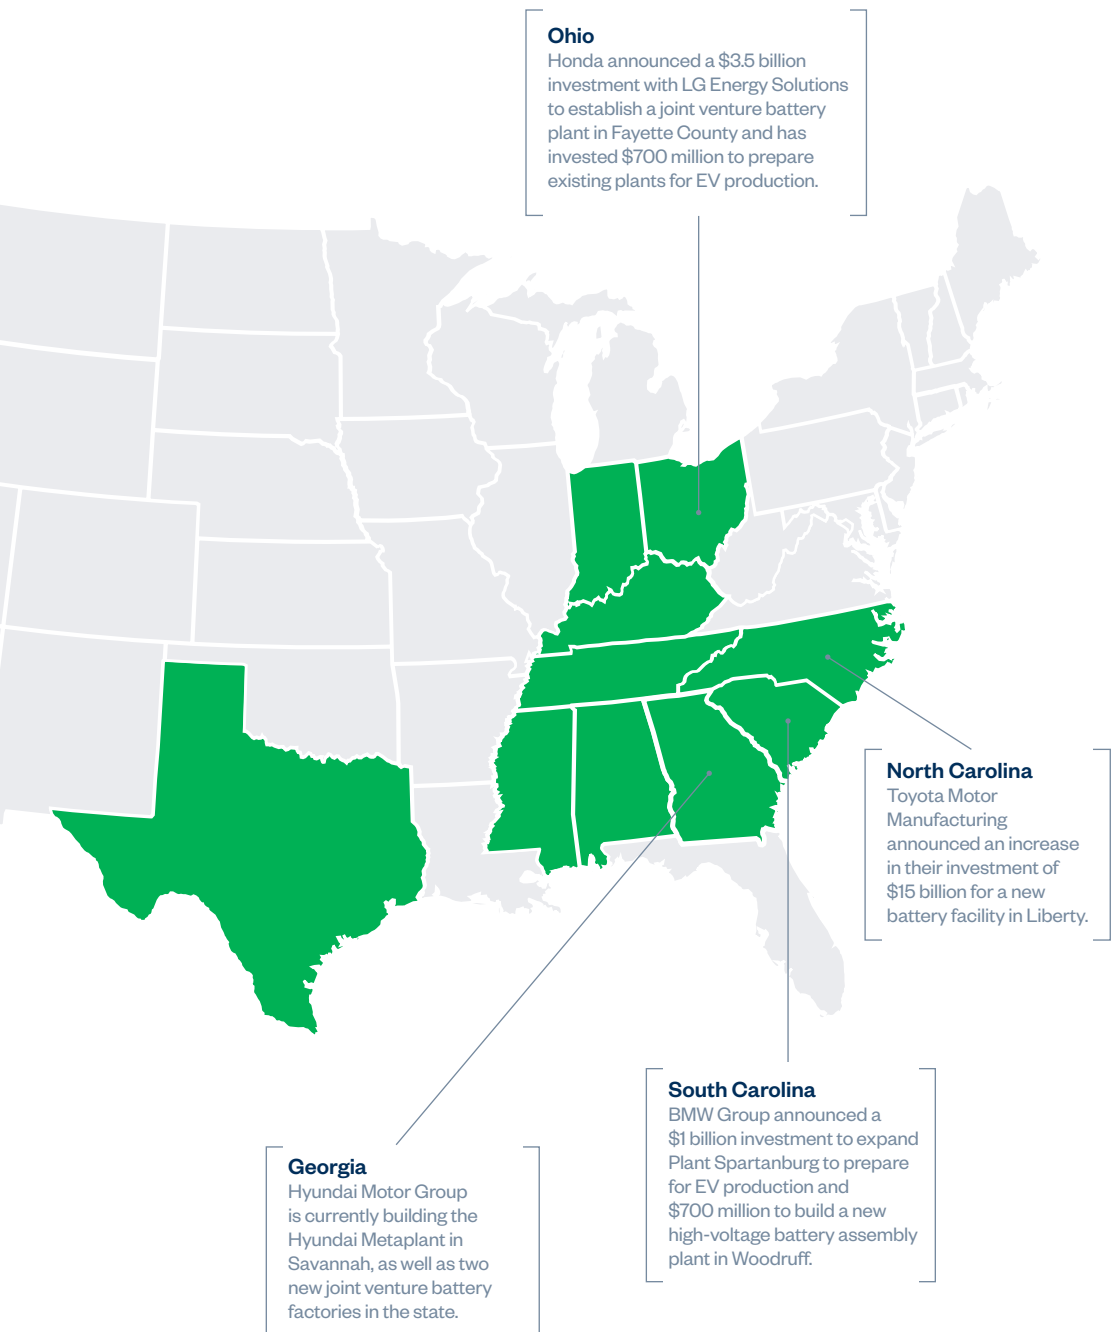 Ohio
Honda announced a $3.5 billion
investment with LG Energy Solutions
to establish a joint venture battery
plant in Fayette County and has
invested $700 million to prepare
existing plants for EV production.
North Carolina
Toyota Motor
Manufacturing
announced an increase
in their investment of
$15 billion for a new
battery facility in Liberty.
South Carolina
BMW Group announced a
$1 billion investment to expand
Plant Spartanburg to prepare
for EV production and
$700 million to build a new
high-voltage battery assembly
plant in Woodruff.
Georgia
Hyundai Motor Group
is currently building the
Hyundai Metaplant in
Savannah, as well as two
new joint venture battery
factories in the state.